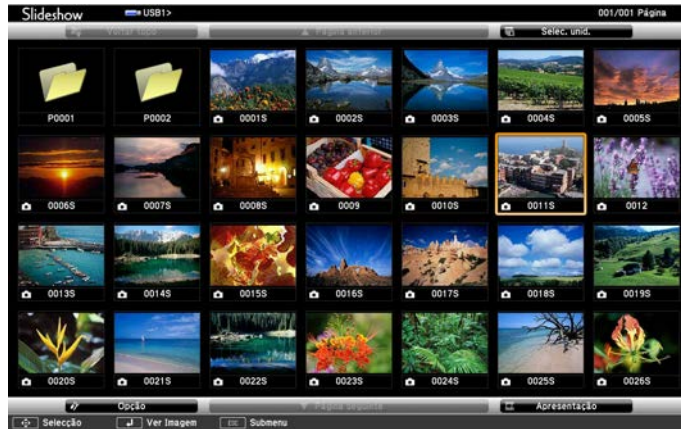 Slideshow USB1> 001/001 Página
Voltar topo ▲ Página anterior Selec. unid.
P0001 P0002 0001S 0002S 0003S 0004S 0005S
0006S 0007S 0008S 0009 0010S 0011S 0012
0013S 0014S 0015S 0016S 0017S 0018S 0019S
0020S 0021S 0022S 0023S 0024S 0025S 0026S
Opção ▼ Página seguinte Apresentação
Selecção Ver Imagem ESC Submenu